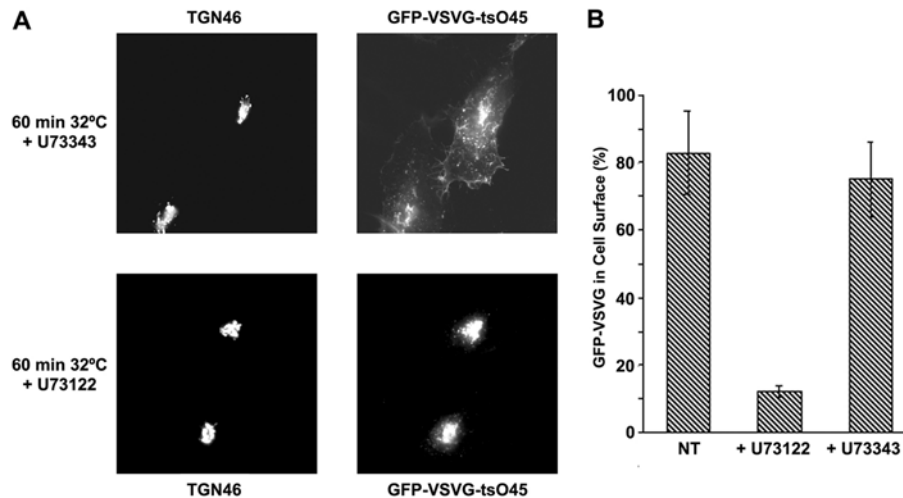 A
TGN46
GFP-VSVG-tsO45
60 min 32ºC
+ U73343
60 min 32ºC
+ U73122
TGN46
GFP-VSVG-tsO45
B
GFP-VSVG in Cell Surface (%)
100
80
60
40
20
10
0
NT
+ U73122
+ U73343